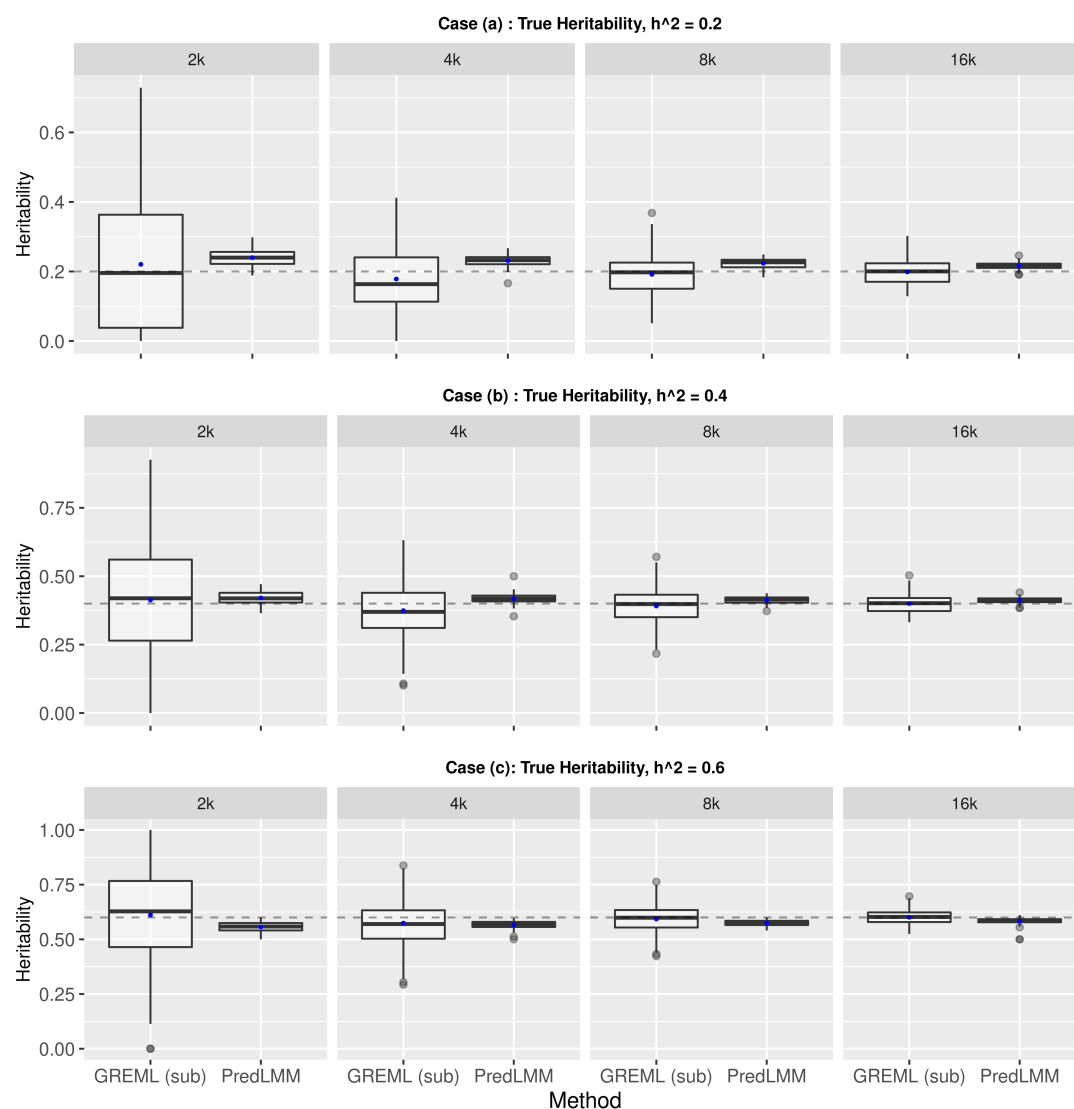 Case (a) : True Heritability, h^2 = 0.2
2k 4k 8k 16k
Heritability
0.6
0.4
0.2
0.0
Case (b) : True Heritability, h^2 = 0.4
2k 4k 8k 16k
Heritability
0.75
0.50
0.25
0.00
Case (c): True Heritability, h^2 = 0.6
2k 4k 8k 16k
Heritability
1.00
0.75
0.50
0.25
0.00
GREML (sub) PredLMM GREML (sub) PredLMM GREML (sub) PredLMM GREML (sub) PredLMM
Method